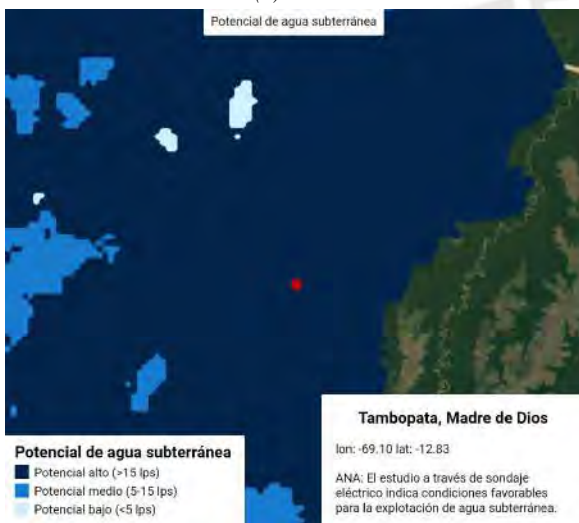 Potencial de agua subterránea
Potencial de agua subterránea
Potencial alto (>15 lps)
Potencial medio (5-15 lps)
Potencial bajo (<5 lps)
Tambopata, Madre de Dios
lon: -69.10 lat: -12.83
ANA: El estudio a través de sondaje
eléctrico indica condiciones favorables
para la explotación de agua subterránea.